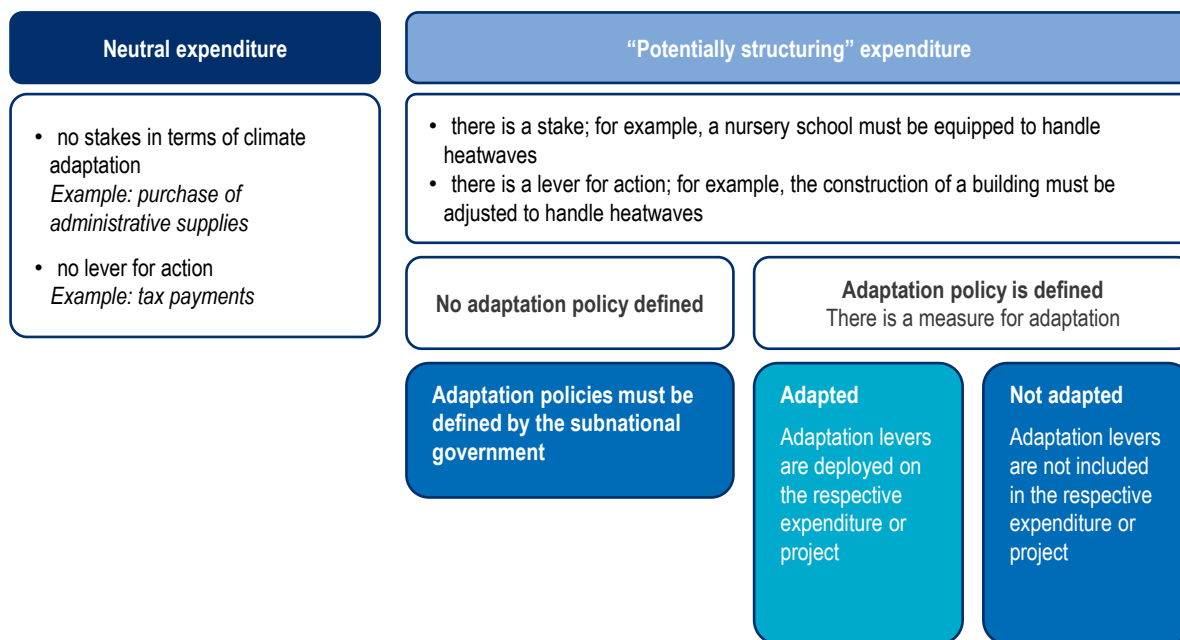 Neutral expenditure
• no stakes in terms of climate
adaptation
Example: purchase of
administrative supplies
• no lever for action
Example: tax payments
“Potentially structuring” expenditure
• there is a stake; for example, a nursery school must be equipped to handle
heatwaves
• there is a lever for action; for example, the construction of a building must be
adjusted to handle heatwaves
No adaptation policy defined
Adaptation policy is defined
There is a measure for adaptation
Adaptation policies must be
defined by the subnational
government
Adapted
Adaptation levers
are deployed on
the respective
expenditure or
project
Not adapted
Adaptation levers
are not included
in the respective
expenditure or
project